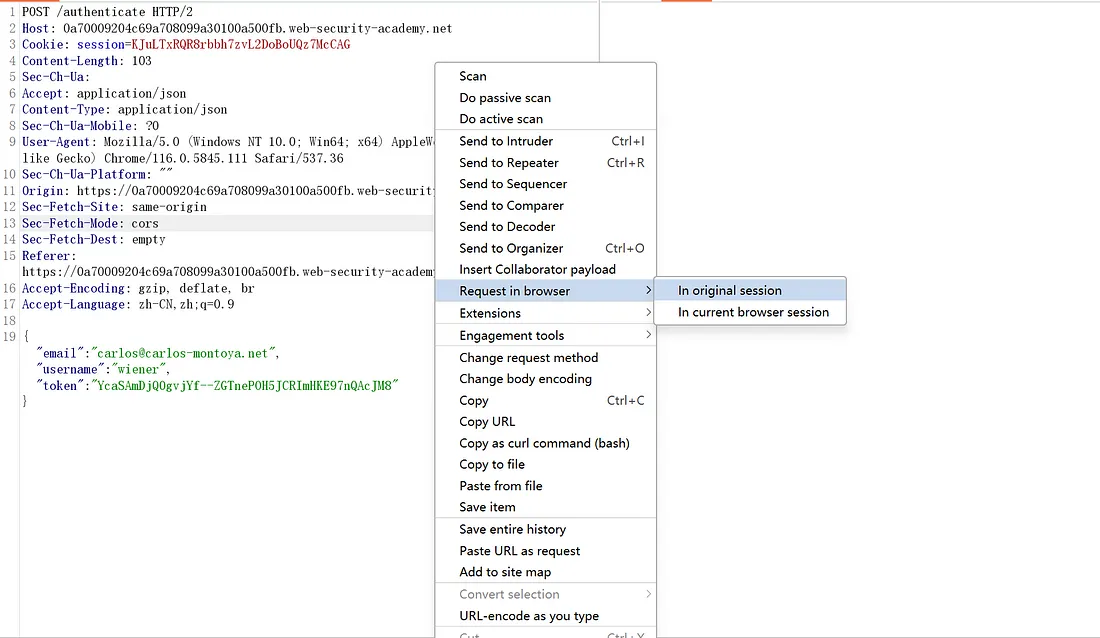 1 POST /authenticate HTTP/2
2 Host: 0a70009204c69a708099a30100a500fb.web-security-academy.net
3 Cookie: session=KJuLTxRQR8rbbh7zvL2DoBoUQz7McCAG
4 Content-Length: 103
5 Sec-Ch-Ua:
6 Accept: application/json
7 Content-Type: application/json
8 Sec-Ch-Ua-Mobile: ?0
9 User-Agent: Mozilla/5.0 (Windows NT 10.0; Win64; x64) AppleW
like Gecko) Chrome/116.0.5845.111 Safari/537.36
10 Sec-Ch-Ua-Platform: ""
11 Origin: https://0a70009204c69a708099a30100a500fb.web-security
12 Sec-Fetch-Site: same-origin
13 Sec-Fetch-Mode: cors
14 Sec-Fetch-Dest: empty
15 Referer:
https://0a70009204c69a708099a30100a500fb.web-security-academy
16 Accept-Encoding: gzip, deflate, br
17 Accept-Language: zh-CN,zh;q=0.9
18
19 {
"email":"carlos@carlos-montoya.net",
"username":"wiener",
"token":"YcaSAmDjQOgvjYf--ZGTnePOH5JCRImHKE97nQAcJM8"
}
Scan
Do passive scan
Do active scan
Send to Intruder Ctrl+I
Send to Repeater Ctrl+R
Send to Sequencer
Send to Comparer
Send to Decoder
Send to Organizer Ctrl+O
Insert Collaborator payload
Request in browser
In original session
In current browser session
Extensions
Engagement tools
Change request method
Change body encoding
Copy Ctrl+C
Copy URL
Copy as curl command (bash)
Copy to file
Paste from file
Save item
Save entire history
Paste URL as request
Add to site map
Convert selection
URL-encode as you type
Cut Ctrl+X